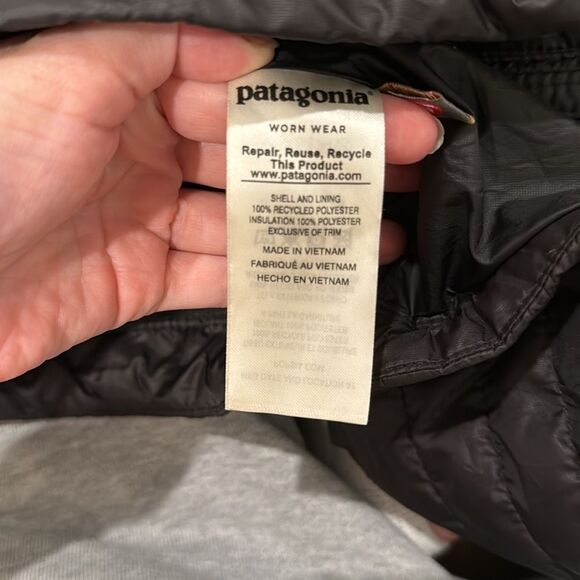 patagonia®
WORN WEAR
Repair, Reuse, Recycle
This Product
www.patagonia.com
SHELL AND LINING
100% RECYCLED POLYESTER
INSULATION 100% POLYESTER
EXCLUSIVE OF TRIM
MADE IN VIETNAM
FABRIQUÉ AU VIETNAM
HECHO EN VIETNAM